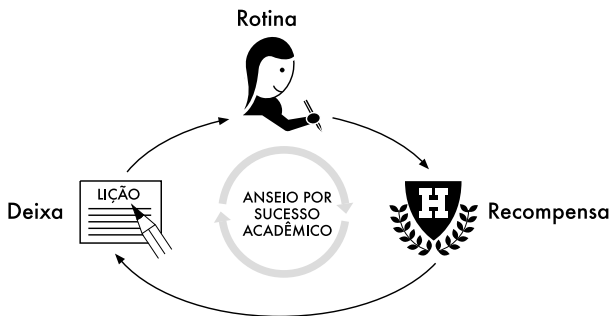 Rotina
LIÇÃO
Deixa
ANSEIO POR
SUCESSO
ACADÊMICO
H
Recompensa